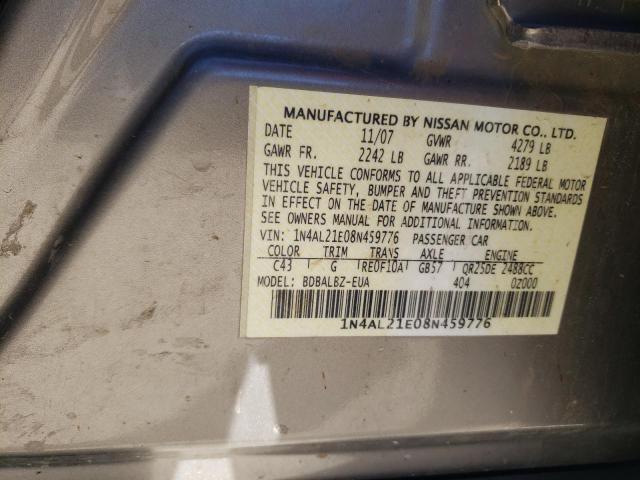 MANUFACTURED BY NISSAN MOTOR CO., LTD.
DATE 11/07 GVWR 4279 LB
GAWR FR. 2242 LB GAWR RR. 2189 LB
THIS VEHICLE CONFORMS TO ALL APPLICABLE FEDERAL MOTOR
VEHICLE SAFETY, BUMPER AND THEFT PREVENTION STANDARDS
IN EFFECT ON THE DATE OF MANUFACTURE SHOWN ABOVE.
SEE OWNERS MANUAL FOR ADDITIONAL INFORMATION.
VIN: 1N4AL21E08N459776 PASSENGER CAR
COLOR TRIM TRANS AXLE ENGINE
C43 G RE0F10A GB57 QR25DE 2488CC
MODEL: BDBALBZ-EUA 404 0Z000
1N4AL21E08N459776